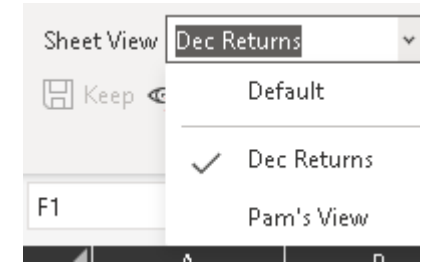 Sheet View Dec Returns
Keep
Default
Dec Returns
F1
Pam's View
A